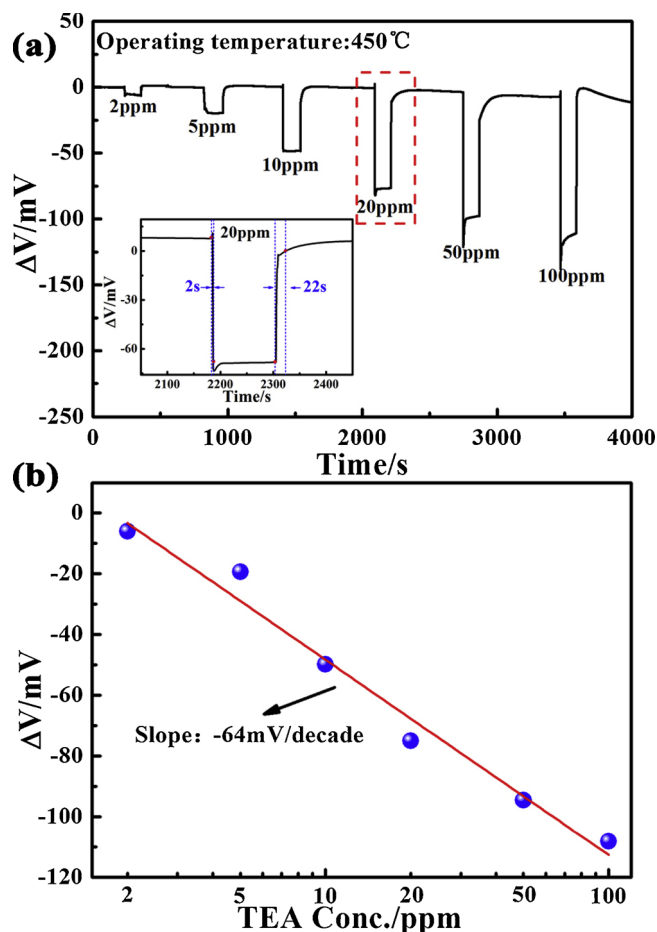 (a)
Operating temperature:450℃
50
0
-50
-100
-150
-200
-250
ΔV/mV
2ppm
5ppm
10ppm
20ppm
50ppm
100ppm
20ppm
0
-30
-60
ΔV/mV
2s
22s
2100 2200 2300 2400
Time/s
0 1000 2000 3000 4000
Time/s
(b)
0
-20
-40
-60
-80
-100
-120
ΔV/mV
Slope: -64mV/decade
2 5 10 20 50 100
TEA Conc./ppm